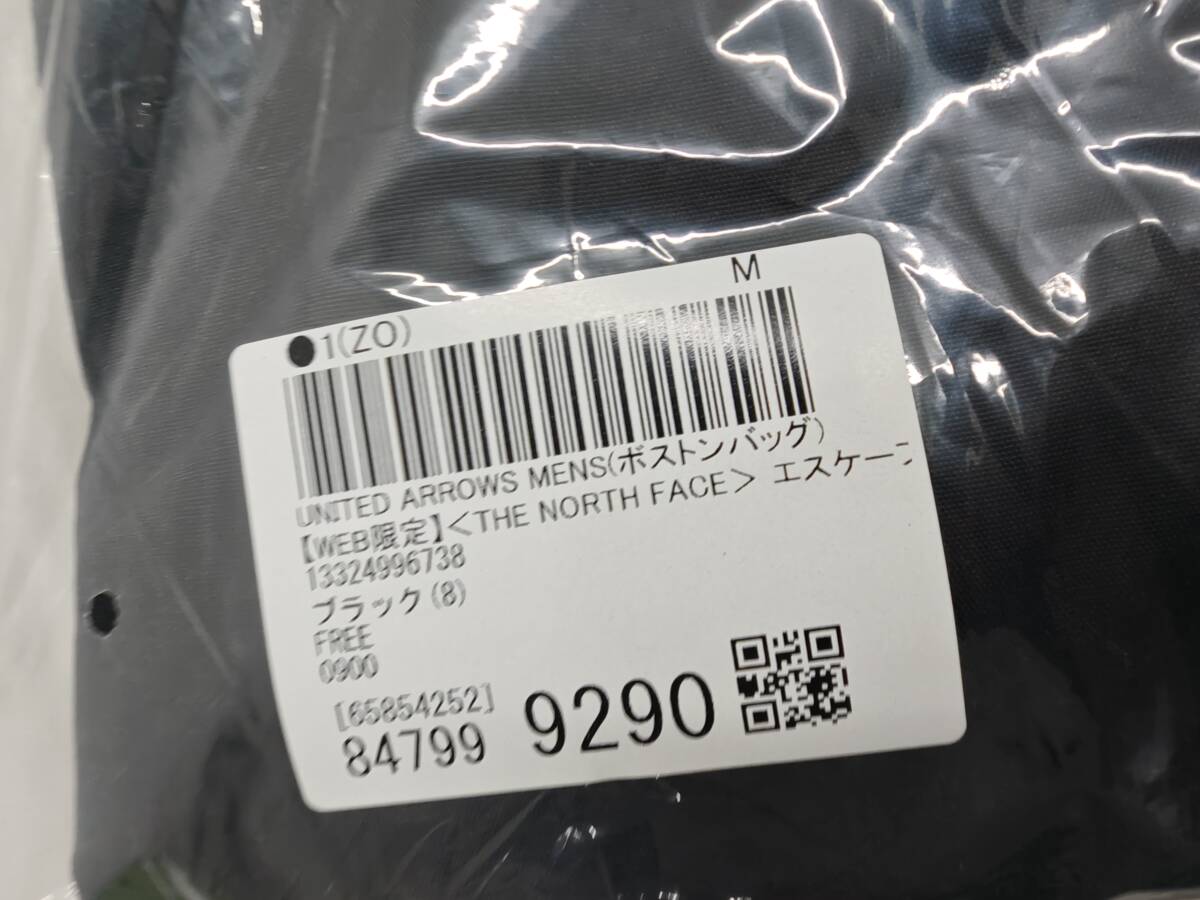 M
●1(ZO)
UNITED ARROWS MENS(ボストンバッグ)
【WEB限定】<THE NORTH FACE> エスケー
13324996738
ブラック(8)
FREE
0900
[65854252]
84799 9290